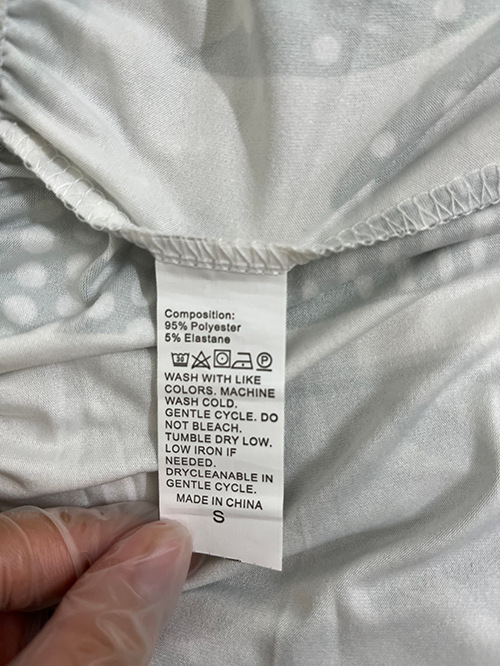 Composition:
95% Polyester
5% Elastane
WASH WITH LIKE
COLORS. MACHINE
WASH COLD.
GENTLE CYCLE. DO
NOT BLEACH.
TUMBLE DRY LOW.
LOW IRON IF
NEEDED.
DRYCLEANABLE IN
GENTLE CYCLE.
MADE IN CHINA
S